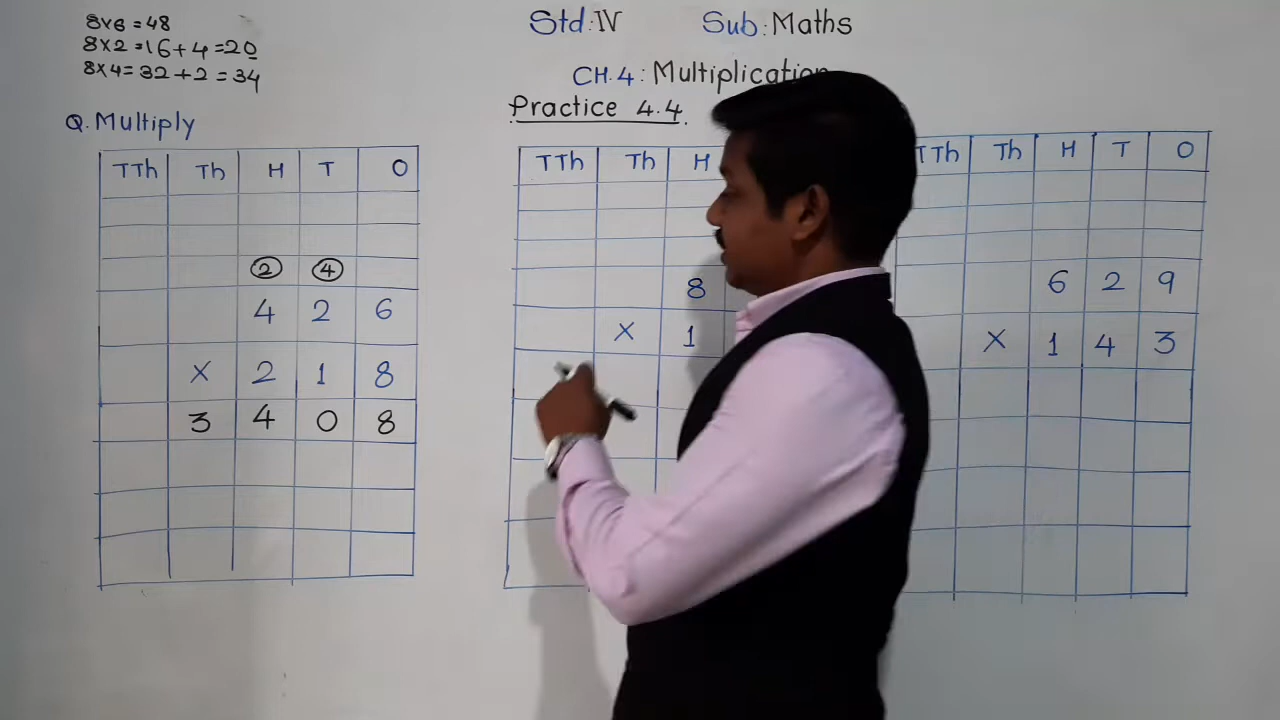 8×6=48
8×2=16+4=20
8×4=32+2=34
Std:IV Sub:Maths
CH.4: Multiplication
Practice 4.4
Q.Multiply
TTh Th H T O
2 4
4 2 6
× 2 1 8
3 4 0 8
TTh Th H
8
× 1
TTh Th H T O
6 2 9
× 1 4 3